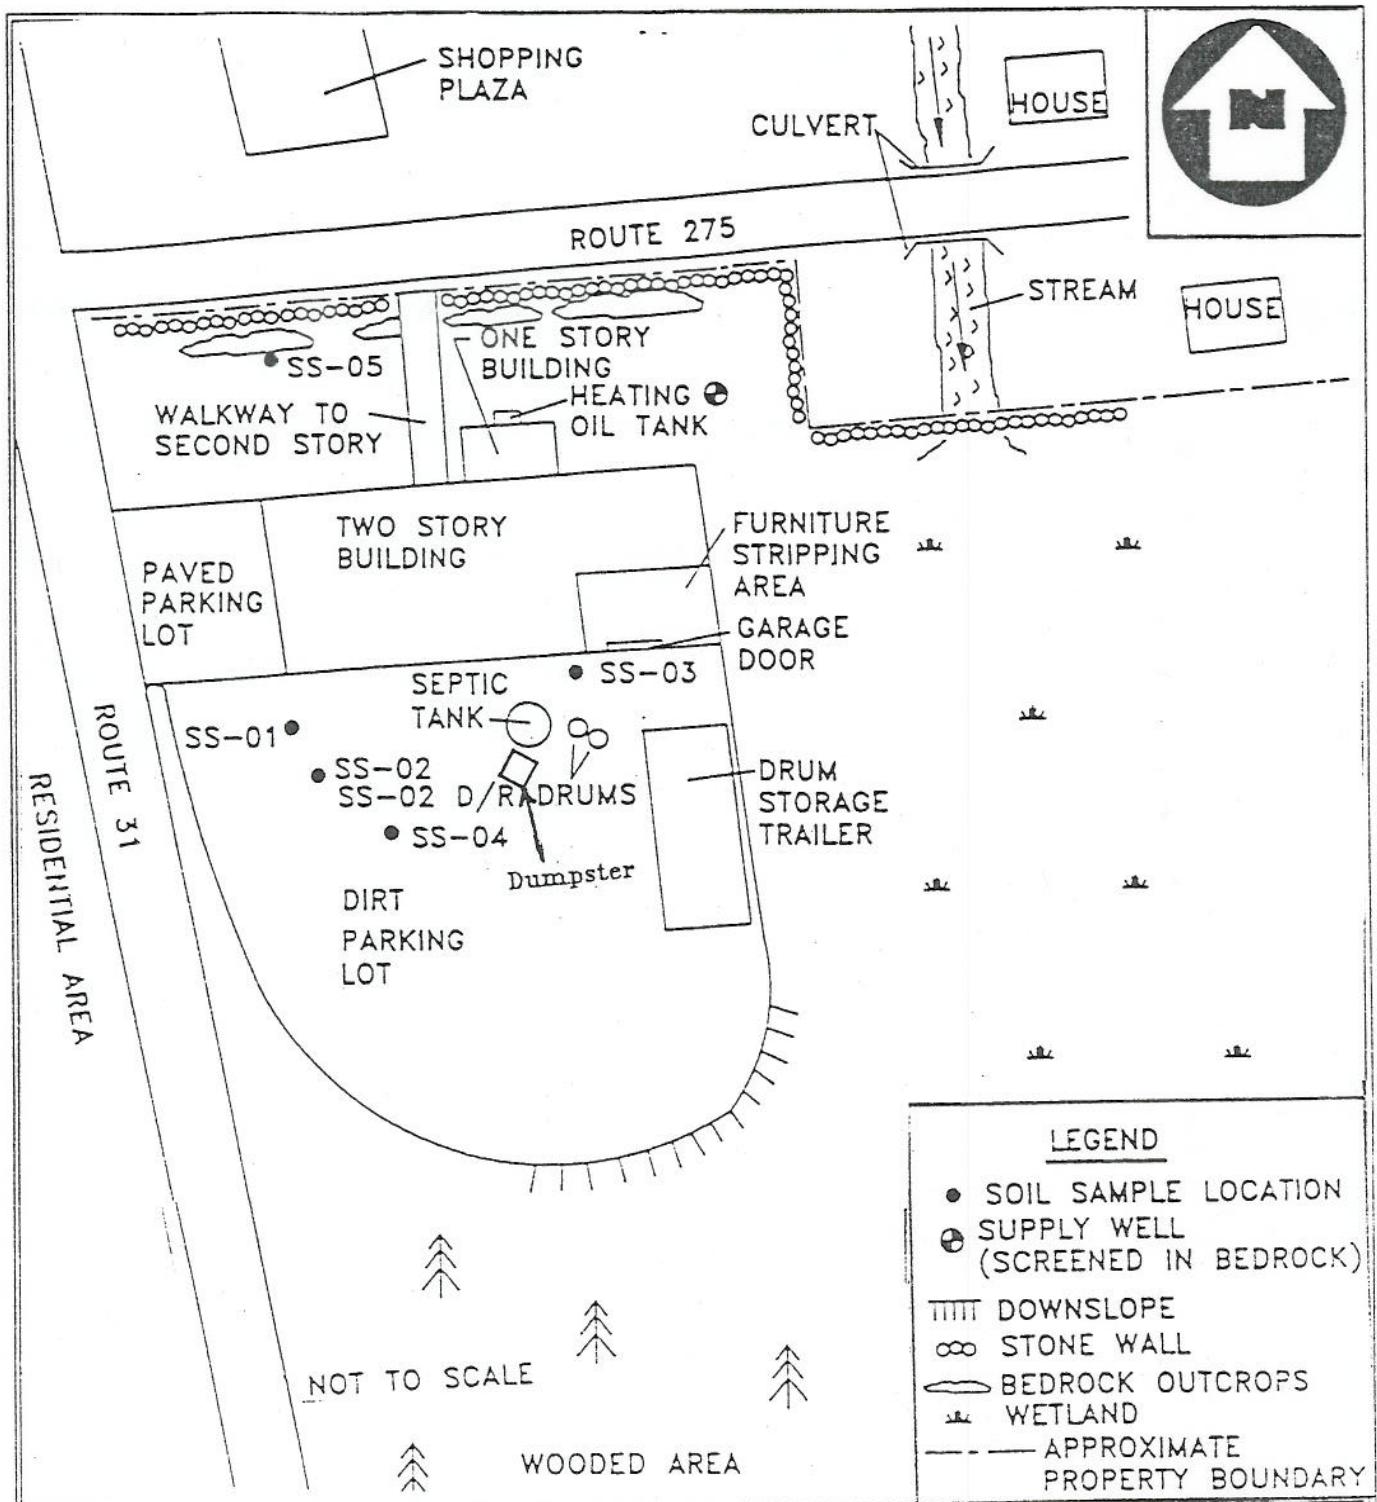 SHOPPING
PLAZA
CULVERT
HOUSE
N
ROUTE 275
STREAM
HOUSE
ONE STORY
BUILDING
SS-05
HEATING
OIL TANK
WALKWAY TO
SECOND STORY
TWO STORY
BUILDING
FURNITURE
STRIPPING
AREA
PAVED
PARKING
LOT
GARAGE
DOOR
SS-03
SEPTIC
TANK
ROUTE 31
RESIDENTIAL AREA
SS-01
SS-02
SS-02 D/RA
DRUMS
SS-04
DRUM
STORAGE
TRAILER
Dumpster
DIRT
PARKING
LOT
LEGEND
SOIL SAMPLE LOCATION
SUPPLY WELL
(SCREENED IN BEDROCK)
DOWNSLOPE
STONE WALL
BEDROCK OUTCROPS
WETLAND
APPROXIMATE
PROPERTY BOUNDARY
NOT TO SCALE
WOODED AREA